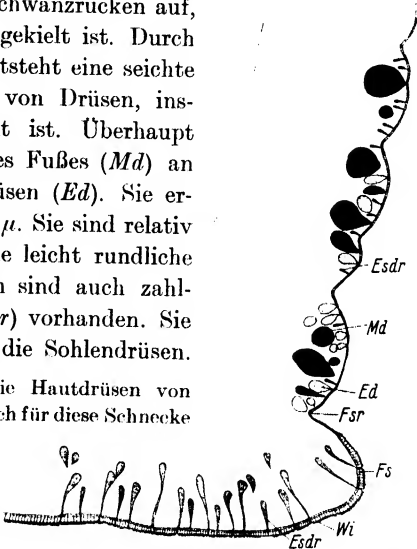 chwanzrücken auf,
gekielt ist. Durch
tsteht eine seichte
von Drüsen, ins-
t ist. Überhaupt
es Fußes (Md) an
üsen (Ed). Sie er-
μ. Sie sind relativ
e leicht rundliche
n sind auch zahl-
r) vorhanden. Sie
die Sohlendrüsen.
ie Hautdrüsen von
ch für diese Schnecke
Esdr
Md
Ed
Fsr
Fs
Wi
Esdr